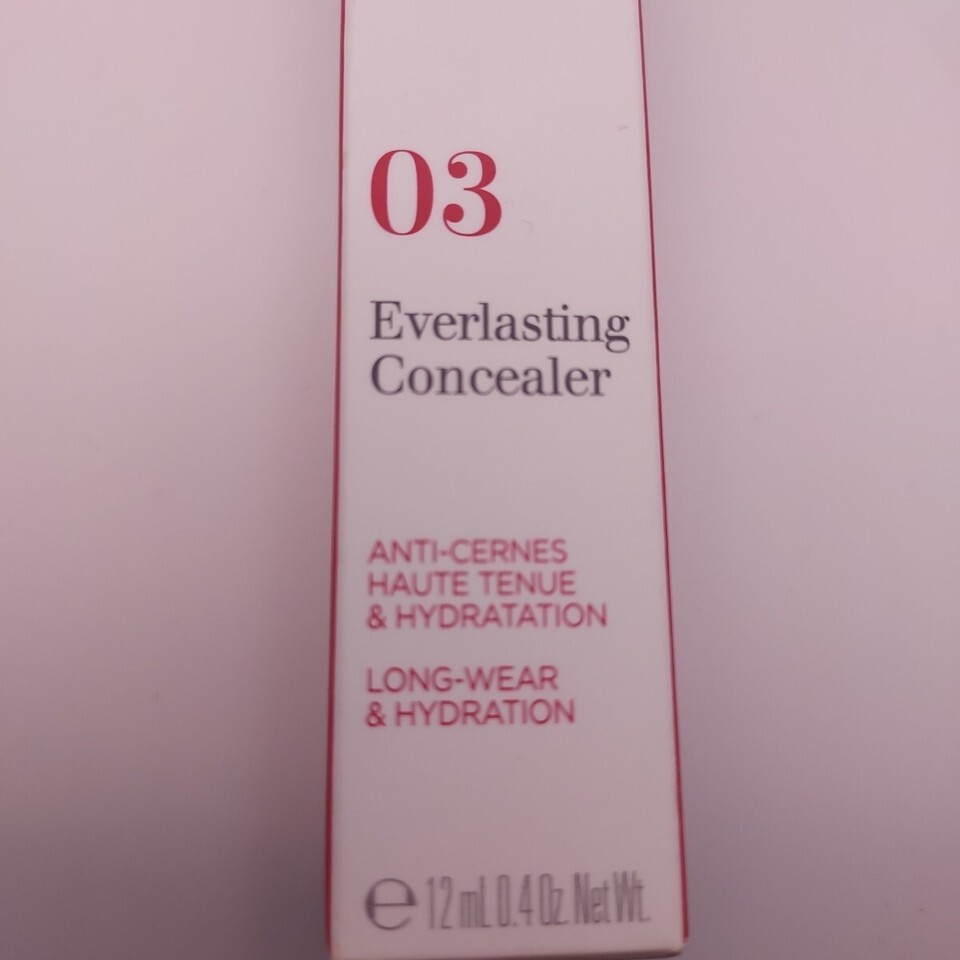 03
Everlasting
Concealer
ANTI-CERNES
HAUTE TENUE
& HYDRATATION
LONG-WEAR
& HYDRATION
℮ 12 mL 0.4 Oz. Net Wt.